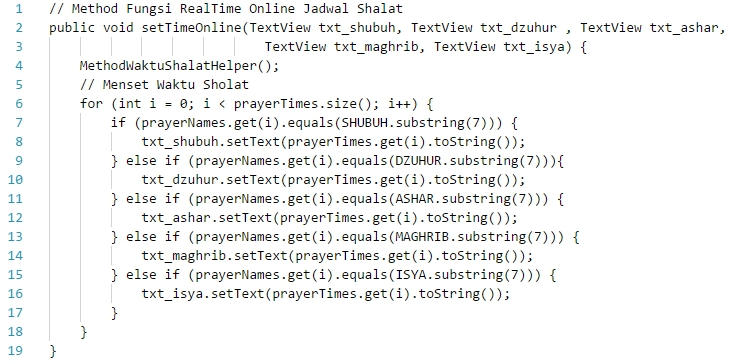 1 // Method Fungsi RealTime Online Jadwal Shalat
2 public void setTimeOnline(TextView txt_shubuh, TextView txt_dzuhur , TextView txt_ashar,
3 TextView txt_maghrib, TextView txt_isya) {
4 MethodWaktuShalatHelper();
5 // Menset Waktu Sholat
6 for (int i = 0; i < prayerTimes.size(); i++) {
7 if (prayerNames.get(i).equals(SHUBUH.substring(7))) {
8 txt_shubuh.setText(prayerTimes.get(i).toString());
9 } else if (prayerNames.get(i).equals(DZUHUR.substring(7))){
10 txt_dzuhur.setText(prayerTimes.get(i).toString());
11 } else if (prayerNames.get(i).equals(ASHAR.substring(7))) {
12 txt_ashar.setText(prayerTimes.get(i).toString());
13 } else if (prayerNames.get(i).equals(MAGHRIB.substring(7))) {
14 txt_maghrib.setText(prayerTimes.get(i).toString());
15 } else if (prayerNames.get(i).equals(ISYA.substring(7))) {
16 txt_isya.setText(prayerTimes.get(i).toString());
17 }
18 }
19 }